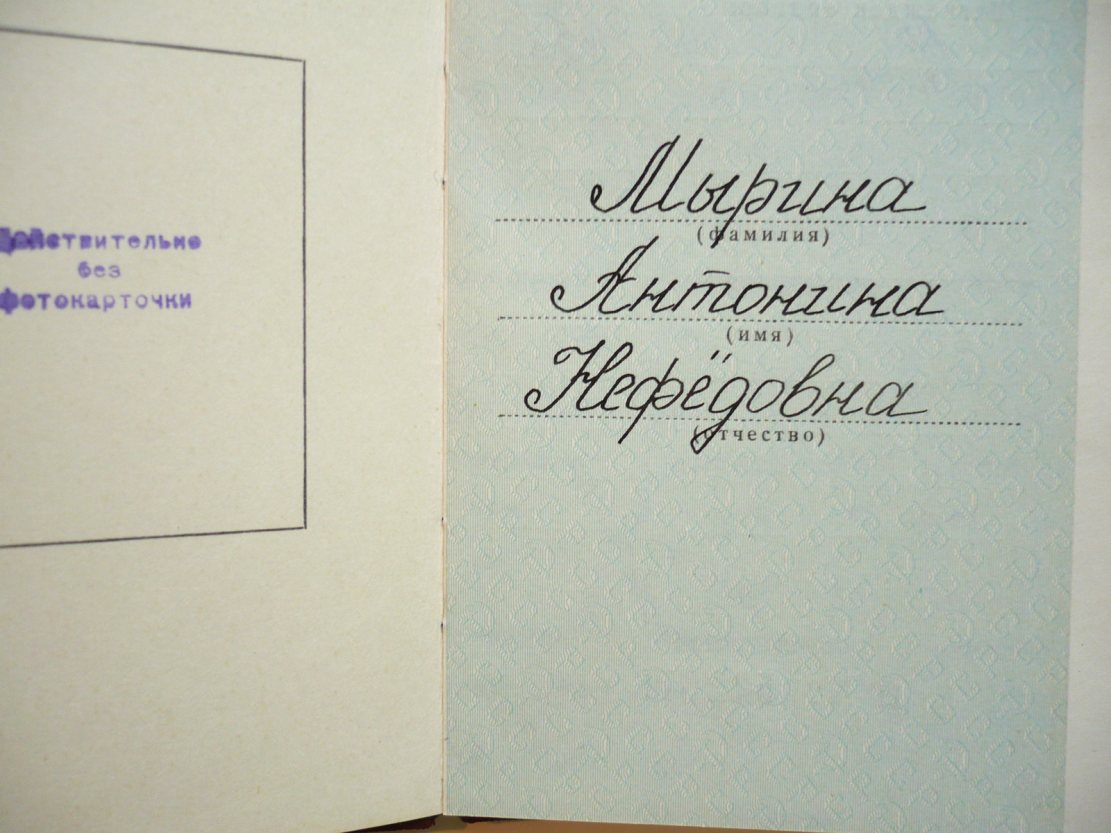 Действительно
без
фотокарточки
Мырина
(фамилия)
Антонина
(имя)
Нефёдовна
(отчество)